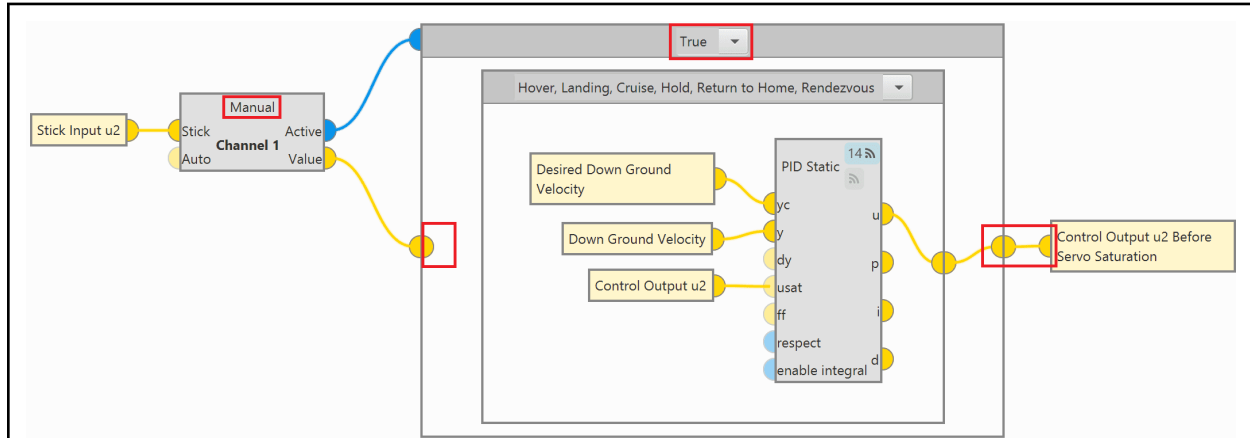 True
Hover, Landing, Cruise, Hold, Return to Home, Rendezvous
Stick Input u2
Manual
Stick
Active
Channel 1
Auto
Value
Desired Down Ground
Velocity
Down Ground Velocity
Control Output u2
PID Static
14
yc
u
y
dy
p
usat
ff
i
respect
d
enable integral
Control Output u2 Before
Servo Saturation